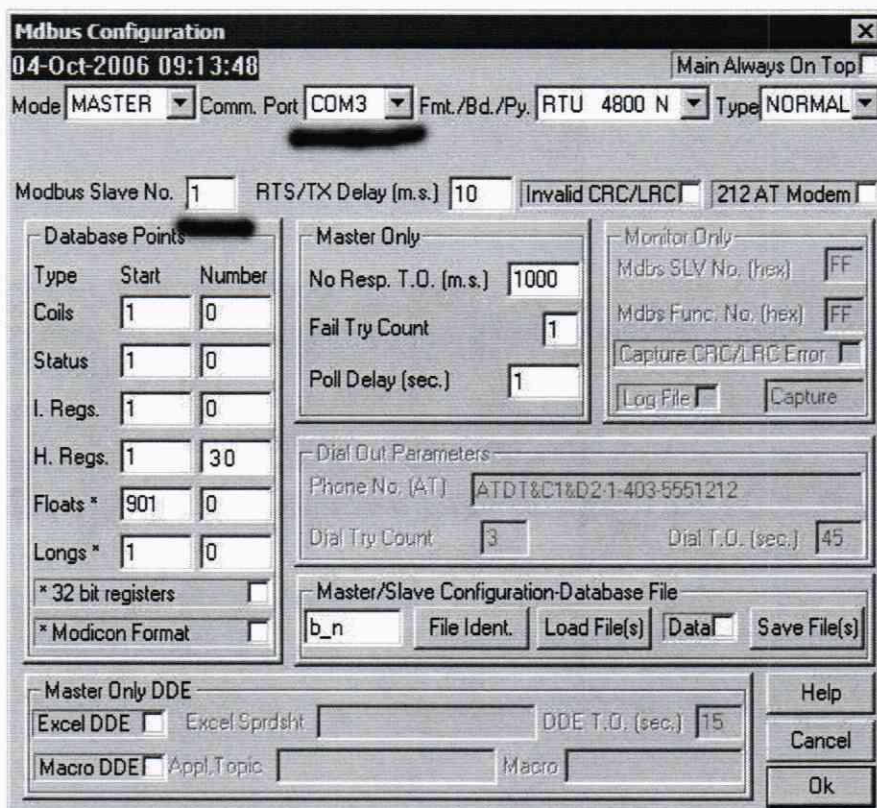 Mdbus Configuration
04-Oct-2006 09:13:48 Main Always On Top
Mode MASTER Comm. Port COM3 Fmt./Bd./Py. RTU 4800 N Type NORMAL
Modbus Slave No. 1 RTS/TX Delay (m.s.) 10 Invalid CRC/LRC 212 AT Modem
Database Points
Type Start Number
Coils 1 0
Status 1 0
I. Regs. 1 0
H. Regs. 1 30
Floats * 901 0
Longs * 1 0
* 32 bit registers
* Modicon Format
Master Only
No Resp. T.O. (m.s.) 1000
Fail Try Count 1
Poll Delay (sec.) 1
Monitor Only
Mdbs SLV No. (hex) FF
Mdbs Func. No. (hex) FF
Capture CRC/LRC Error
Log File Capture
Dial Out Parameters
Phone No. (AT) ATDT&C1&D2-1-403-5551212
Dial Try Count 3 Dial T.O. (sec.) 45
Master/Slave Configuration-Database File
b_n File Ident. Load File(s) Data Save File(s)
Master Only DDE
Excel DDE Excel Sprdsht DDE T.O. (sec.) 15
Macro DDE Appl,Topic Macro
Help
Cancel
Ok